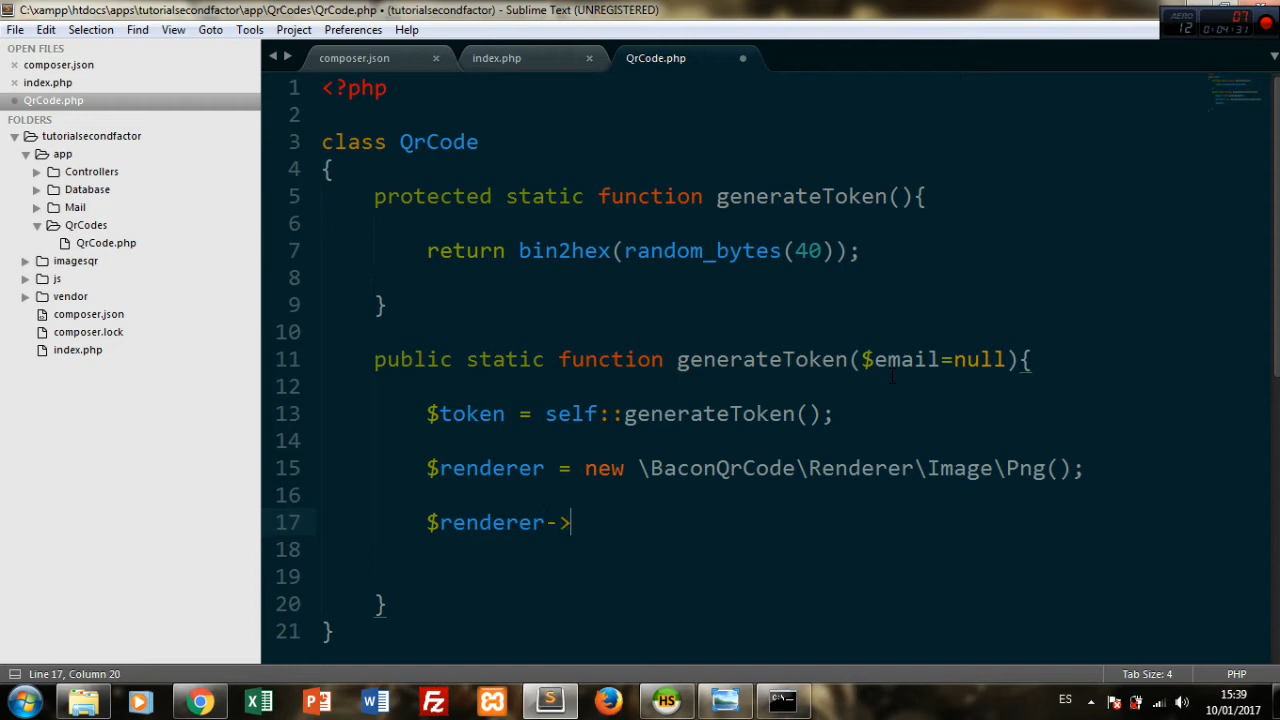 C:\xampp\htdocs\apps\tutorialsecondfactor\app\QrCodes\QrCode.php • (tutorialsecondfactor) - Sublime Text (UNREGISTERED)
File Edit Selection Find View Goto Tools Project Preferences Help
AERO 12 07 0:04:31
OPEN FILES
composer.json
index.php
QrCode.php
FOLDERS
tutorialsecondfactor
app
Controllers
Database
Mail
QrCodes
QrCode.php
imagesqr
js
vendor
composer.json
composer.lock
index.php
composer.json index.php QrCode.php
1 <?php
2
3 class QrCode
4 {
5 protected static function generateToken(){
6
7 return bin2hex(random_bytes(40));
8
9 }
10
11 public static function generateToken($email=null){
12
13 $token = self::generateToken();
14
15 $renderer = new \BaconQrCode\Renderer\Image\Png();
16
17 $renderer->
18
19
20 }
21 }
Line 17, Column 20 Tab Size: 4 PHP
ES 15:39
10/01/2017